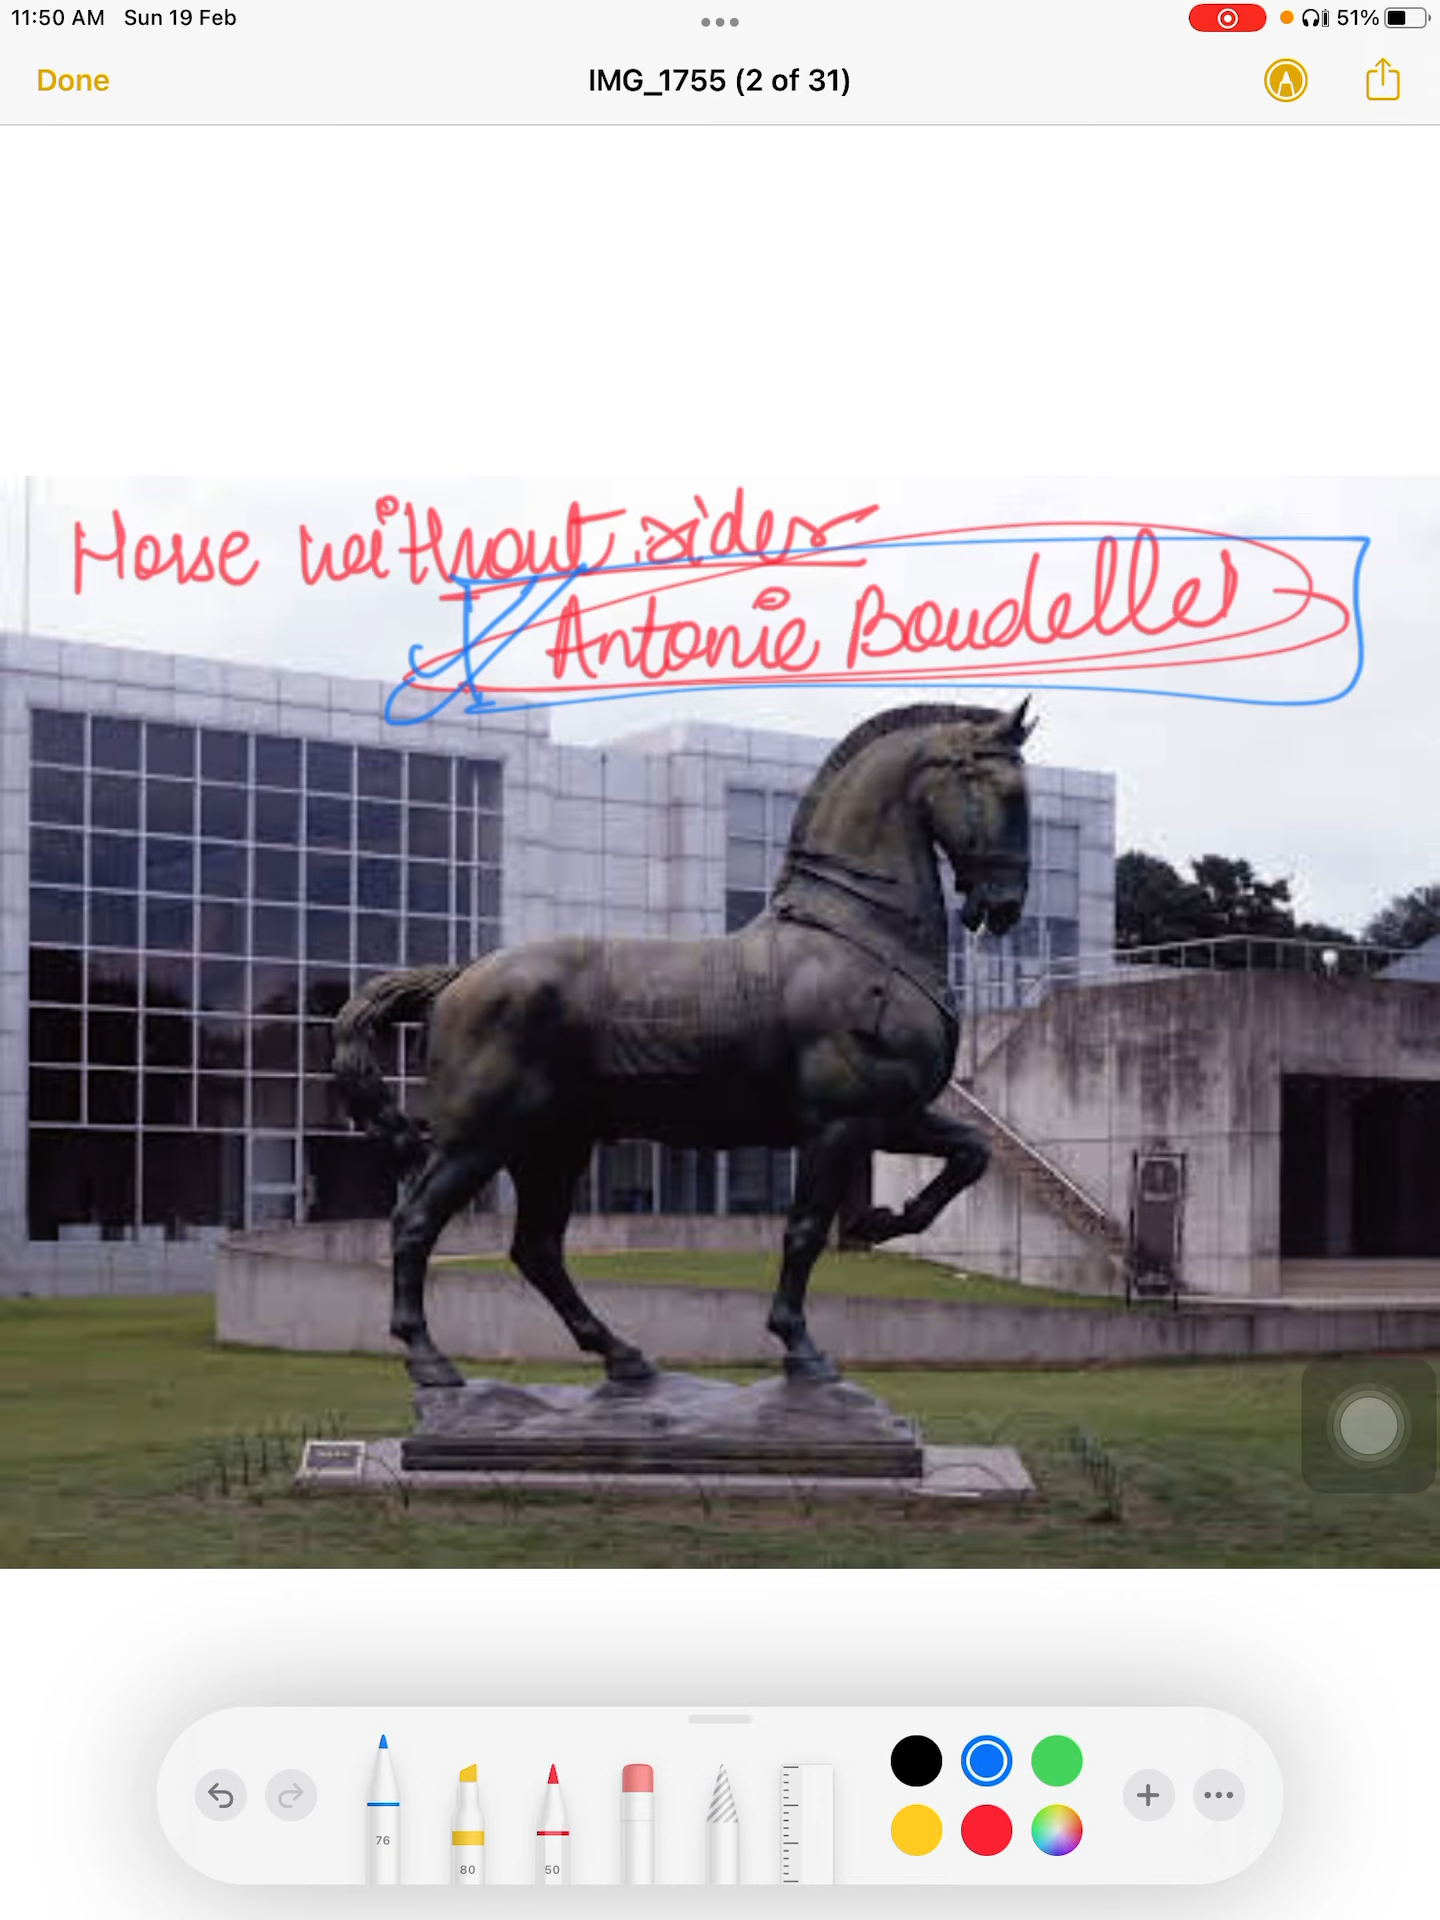 11:50 AM Sun 19 Feb
51%
Done
IMG_1755 (2 of 31)
Horse without rider
Antonie Boudelles
76
80
50